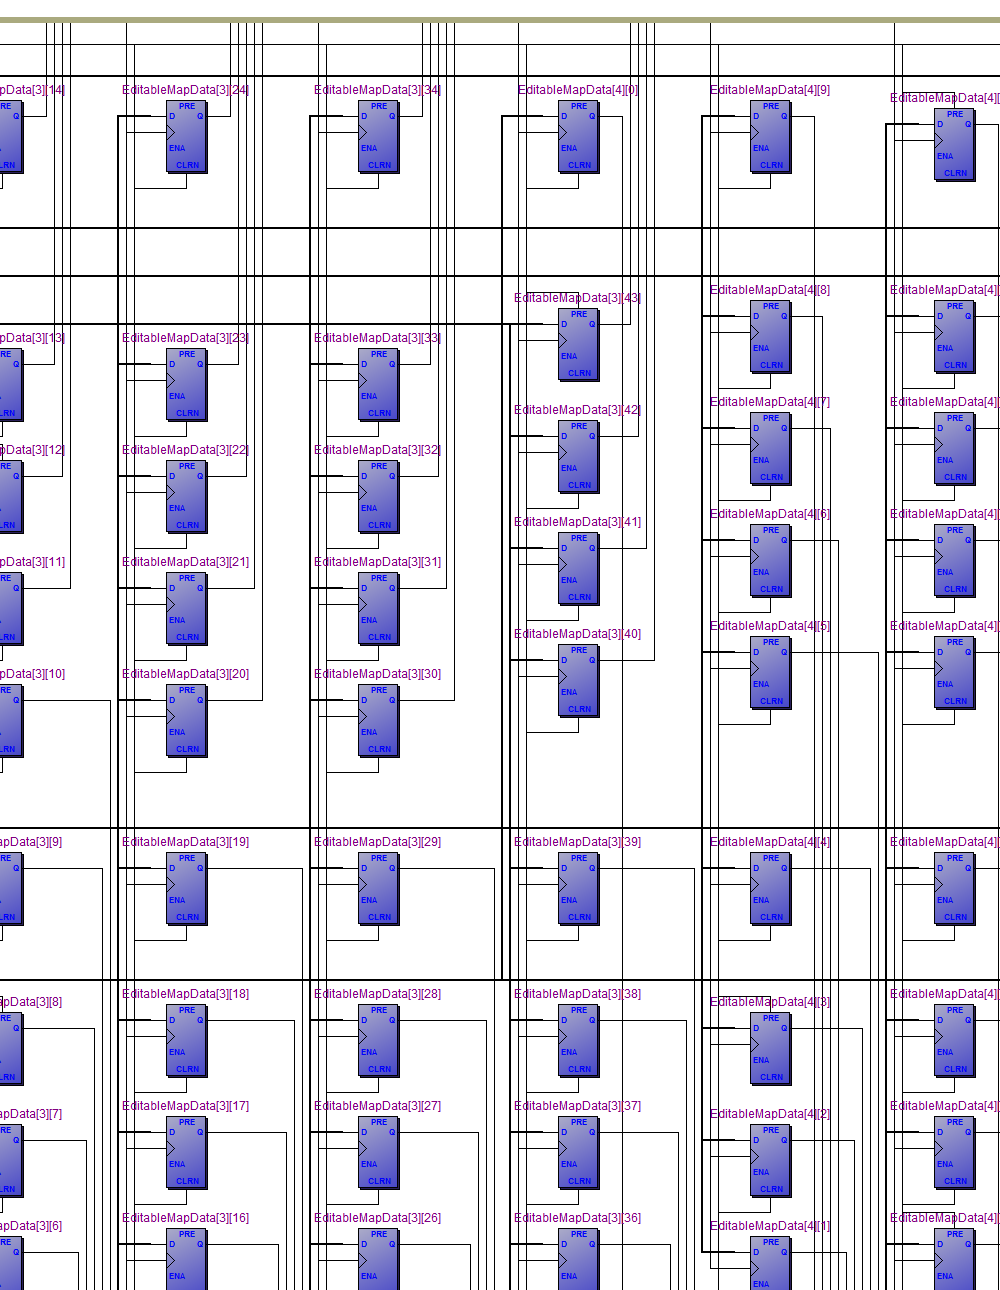 pData[3][14] EditableMapData[3][24] EditableMapData[3][34] EditableMapData[4][0] EditableMapData[4][9] EditableMapData[4][
RE PRE PRE PRE PRE PRE
Q D Q D Q D Q D Q D Q
ENA ENA ENA ENA ENA
LRN CLRN CLRN CLRN CLRN CLRN
EditableMapData[3][43] EditableMapData[4][8] EditableMapData[4][
PRE PRE PRE
D Q D Q D Q
ENA ENA ENA
CLRN CLRN CLRN
pData[3][13] EditableMapData[3][23] EditableMapData[3][33]
RE PRE PRE
Q D Q D Q
ENA ENA
LRN CLRN CLRN
EditableMapData[3][42] EditableMapData[4][7] EditableMapData[4][
PRE PRE PRE
D Q D Q D Q
ENA ENA ENA
CLRN CLRN CLRN
pData[3][12] EditableMapData[3][22] EditableMapData[3][32]
RE PRE PRE
Q D Q D Q
ENA ENA
LRN CLRN CLRN
EditableMapData[3][41] EditableMapData[4][6] EditableMapData[4][
PRE PRE PRE
D Q D Q D Q
ENA ENA ENA
CLRN CLRN CLRN
pData[3][11] EditableMapData[3][21] EditableMapData[3][31]
RE PRE PRE
Q D Q D Q
ENA ENA
LRN CLRN CLRN
EditableMapData[3][40] EditableMapData[4][5] EditableMapData[4][
PRE PRE PRE
D Q D Q D Q
ENA ENA ENA
CLRN CLRN CLRN
pData[3][10] EditableMapData[3][20] EditableMapData[3][30]
RE PRE PRE
Q D Q D Q
ENA ENA
LRN CLRN CLRN
apData[3][9] EditableMapData[3][19] EditableMapData[3][29] EditableMapData[3][39] EditableMapData[4][4] EditableMapData[4][
RE PRE PRE PRE PRE PRE
Q D Q D Q D Q D Q D Q
ENA ENA ENA ENA ENA
LRN CLRN CLRN CLRN CLRN CLRN
apData[3][8] EditableMapData[3][18] EditableMapData[3][28] EditableMapData[3][38] EditableMapData[4][3] EditableMapData[4][
RE PRE PRE PRE PRE PRE
Q D Q D Q D Q D Q D Q
ENA ENA ENA ENA ENA
LRN CLRN CLRN CLRN CLRN CLRN
apData[3][7] EditableMapData[3][17] EditableMapData[3][27] EditableMapData[3][37] EditableMapData[4][2] EditableMapData[4][
RE PRE PRE PRE PRE PRE
Q D Q D Q D Q D Q D Q
ENA ENA ENA ENA ENA
LRN CLRN CLRN CLRN CLRN CLRN
apData[3][6] EditableMapData[3][16] EditableMapData[3][26] EditableMapData[3][36] EditableMapData[4][1] EditableMapData[4][
RE PRE PRE PRE PRE PRE
Q D Q D Q D Q D Q D Q
ENA ENA ENA ENA ENA